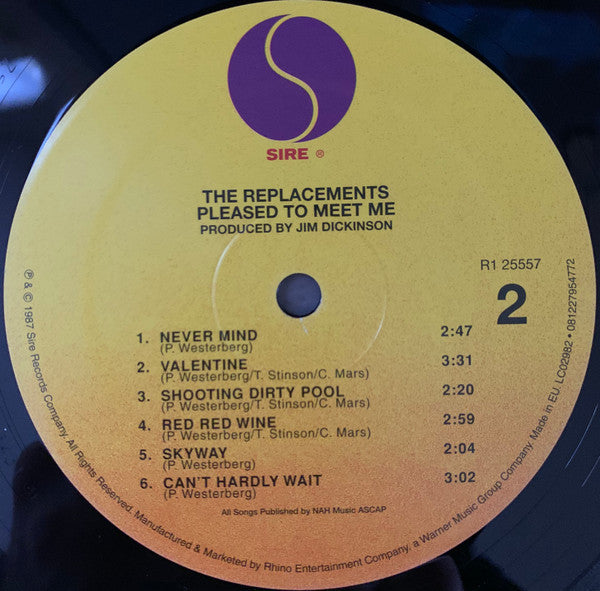 SIRE ®
THE REPLACEMENTS
PLEASED TO MEET ME
PRODUCED BY JIM DICKINSON
R1 25557
2
1. NEVER MIND 2:47
(P. Westerberg)
2. VALENTINE 3:31
(P. Westerberg/T. Stinson/C. Mars)
3. SHOOTING DIRTY POOL 2:20
(P. Westerberg/T. Stinson/C. Mars)
4. RED RED WINE 2:59
(P. Westerberg/T. Stinson/C. Mars)
5. SKYWAY 2:04
(P. Westerberg)
6. CAN'T HARDLY WAIT 3:02
(P. Westerberg)
All Songs Published by NAH Music ASCAP
℗ & © 1987 Sire Records Company. All Rights Reserved. Manufactured & Marketed by Rhino Entertainment Company, a Warner Music Group Company. Made in EU. LC02982 • 081227954772